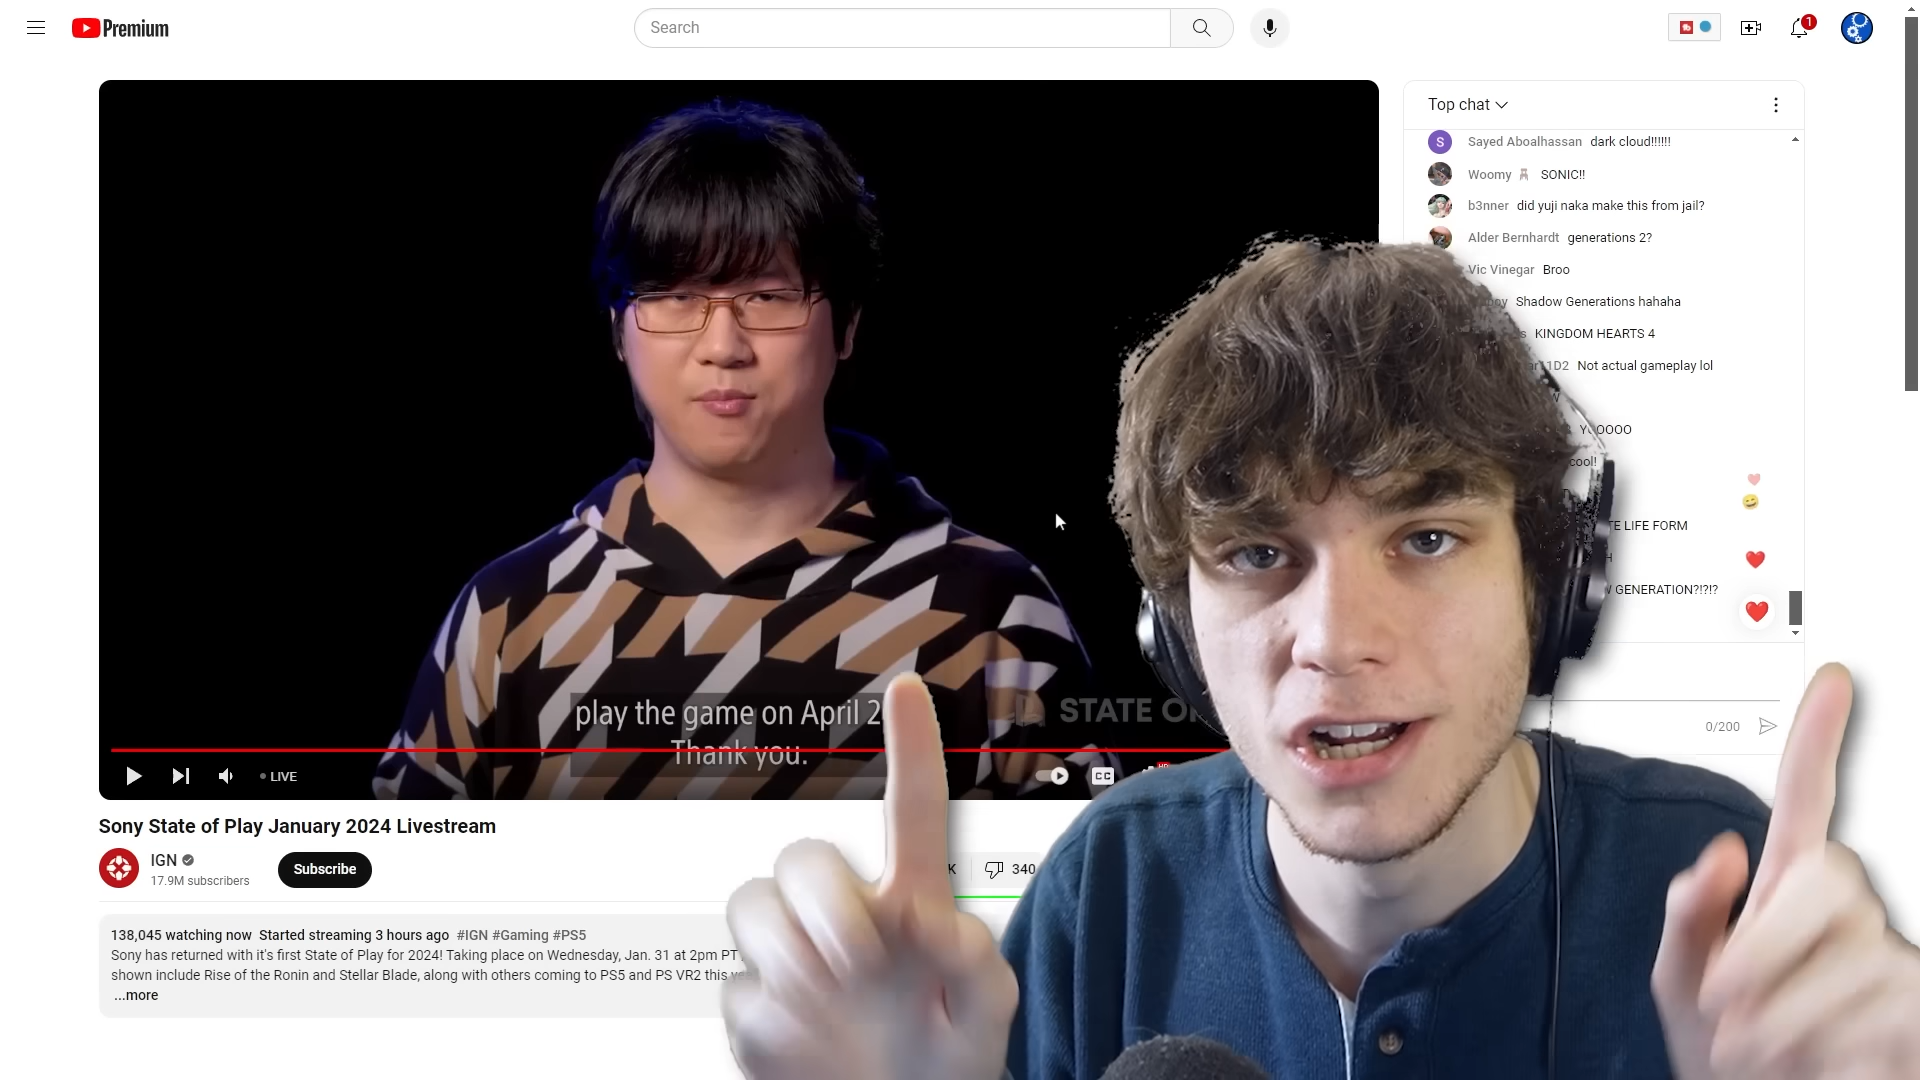 Premium
Search
1
Top chat
S Sayed Aboalhassan dark cloud!!!!!!
Woomy SONIC!!
b3nner did yuji naka make this from jail?
Alder Bernhardt generations 2?
Vic Vinegar Broo
Shadow Generations hahaha
KINGDOM HEARTS 4
Not actual gameplay lol
cool!
LIFE FORM
GENERATION?!?!?
play the game on April
Thank you.
STATE
LIVE
CC
HD
0/200
Sony State of Play January 2024 Livestream
IGN
17.9M subscribers
Subscribe
K
340
138,045 watching now Started streaming 3 hours ago #IGN #Gaming #PS5
Sony has returned with it's first State of Play for 2024! Taking place on Wednesday, Jan. 31 at 2pm PT
shown include Rise of the Ronin and Stellar Blade, along with others coming to PS5 and PS VR2 this
...more